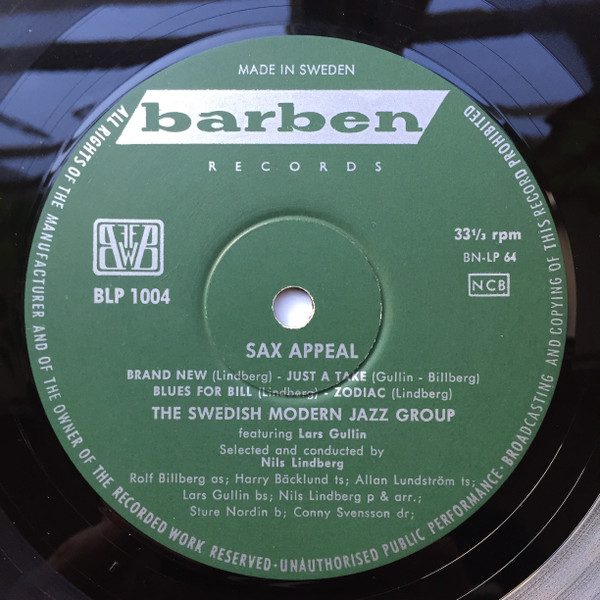 MADE IN SWEDEN
barben
RECORDS
33⅓ rpm
BN-LP 64
BLP 1004
NCB
SAX APPEAL
BRAND NEW (Lindberg) - JUST A TAKE (Gullin - Billberg)
BLUES FOR BILL (Lindberg) - ZODIAC (Lindberg)
THE SWEDISH MODERN JAZZ GROUP
featuring Lars Gullin
Selected and conducted by
Nils Lindberg
Rolf Billberg as; Harry Bäcklund ts; Allan Lundström ts;
Lars Gullin bs; Nils Lindberg p & arr.;
Sture Nordin b; Conny Svensson dr;
ALL RIGHTS OF THE MANUFACTURER AND OF THE OWNER OF THE RECORDED WORK RESERVED · UNAUTHORISED PUBLIC PERFORMANCE · BROADCASTING AND COPYING OF THIS RECORD PROHIBITED